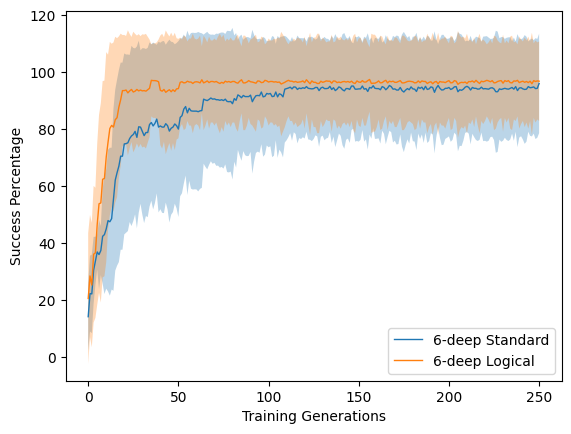 120
100
80
60
40
20
0
Success Percentage
0 50 100 150 200 250
Training Generations
6-deep Standard
6-deep Logical